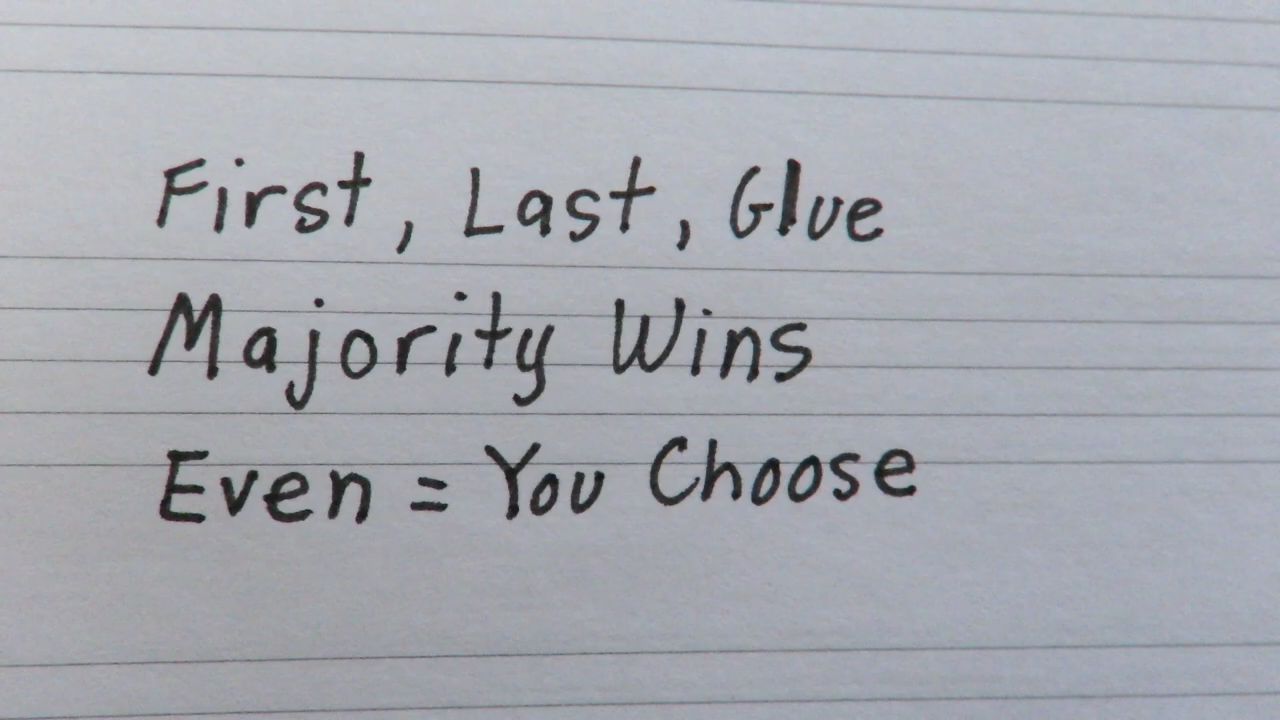 First, Last, Glue
Majority Wins
Even = You Choose